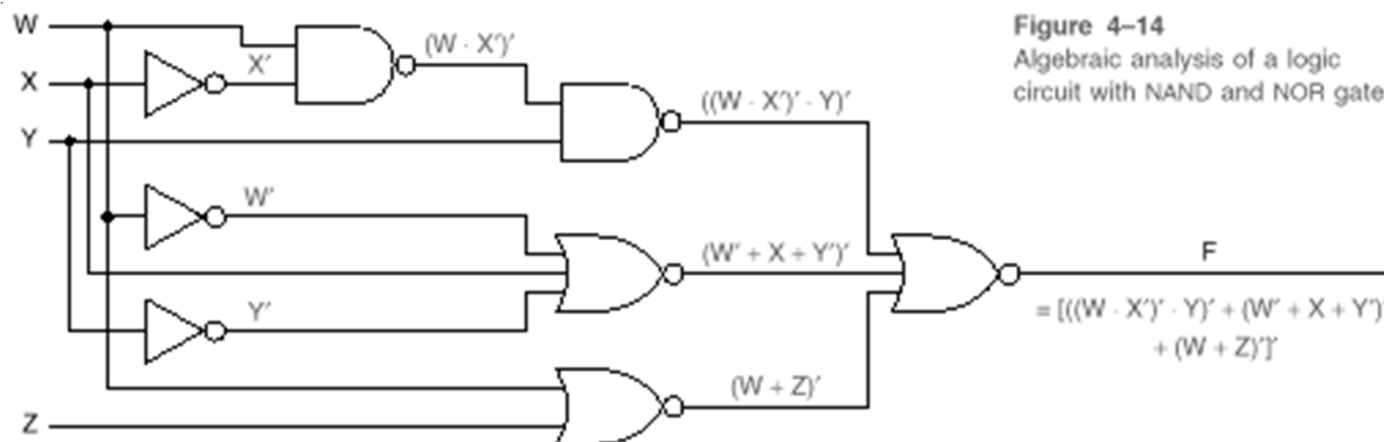 W
X
Y
Z
X′
(W · X′)′
((W · X′)′ · Y)′
W′
(W′ + X + Y′)′
Y′
(W + Z)′
F
= [((W · X′)′ · Y)′ + (W′ + X + Y′)′
+ (W + Z)′]′
Figure 4–14
Algebraic analysis of a logic
circuit with NAND and NOR gate